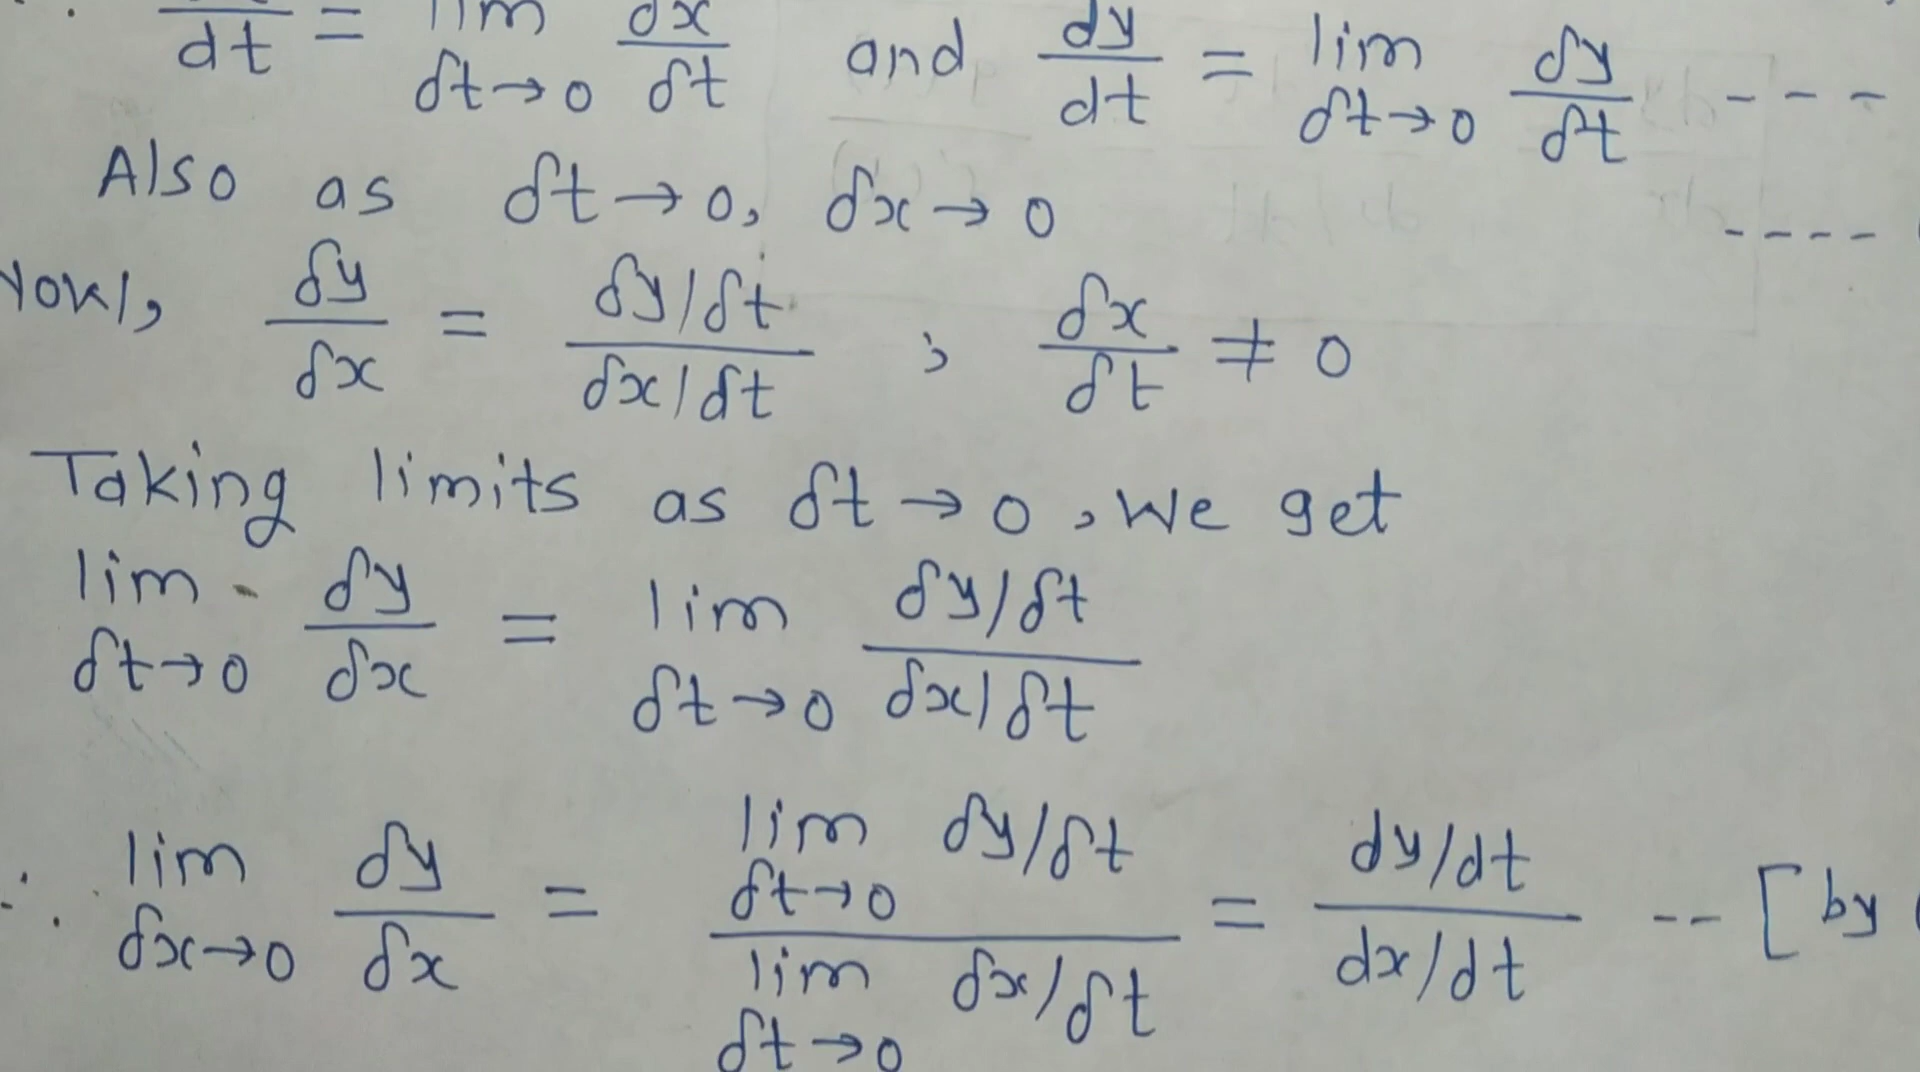 ∴ dx/dt = lim δt→0 δx/δt and dy/dt = lim δt→0 δy/δt ----
Also as δt→0, δx→0 ----
Now, δy/δx = (δy/δt)/(δx/δt) , δx/δt ≠ 0
Taking limits as δt→0, we get
lim δt→0 δy/δx = lim δt→0 (δy/δt)/(δx/δt)
∴ lim δx→0 δy/δx = (lim δt→0 δy/δt)/(lim δt→0 δx/δt) = (dy/dt)/(dx/dt) -- [by